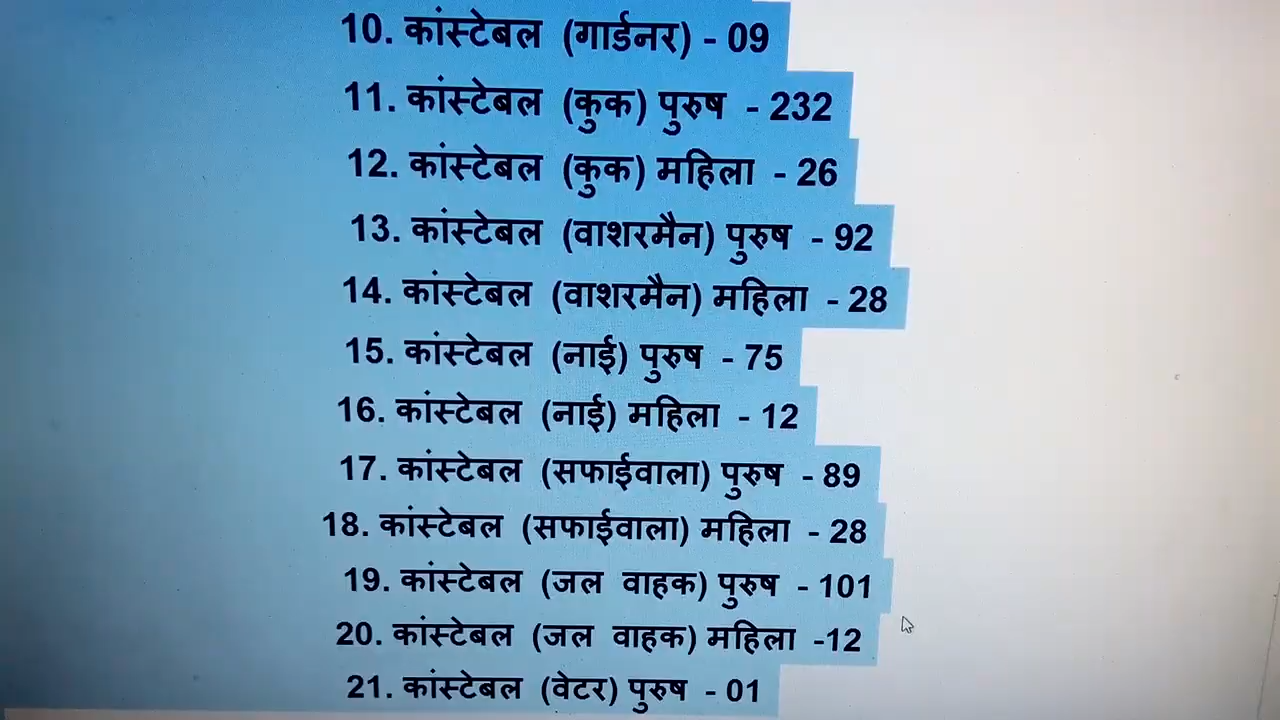 10. कांस्टेबल (गार्डनर) - 09
11. कांस्टेबल (कुक) पुरुष - 232
12. कांस्टेबल (कुक) महिला - 26
13. कांस्टेबल (वाशरमैन) पुरुष - 92
14. कांस्टेबल (वाशरमैन) महिला - 28
15. कांस्टेबल (नाई) पुरुष - 75
16. कांस्टेबल (नाई) महिला - 12
17. कांस्टेबल (सफाईवाला) पुरुष - 89
18. कांस्टेबल (सफाईवाला) महिला - 28
19. कांस्टेबल (जल वाहक) पुरुष - 101
20. कांस्टेबल (जल वाहक) महिला -12
21. कांस्टेबल (वेटर) पुरुष - 01